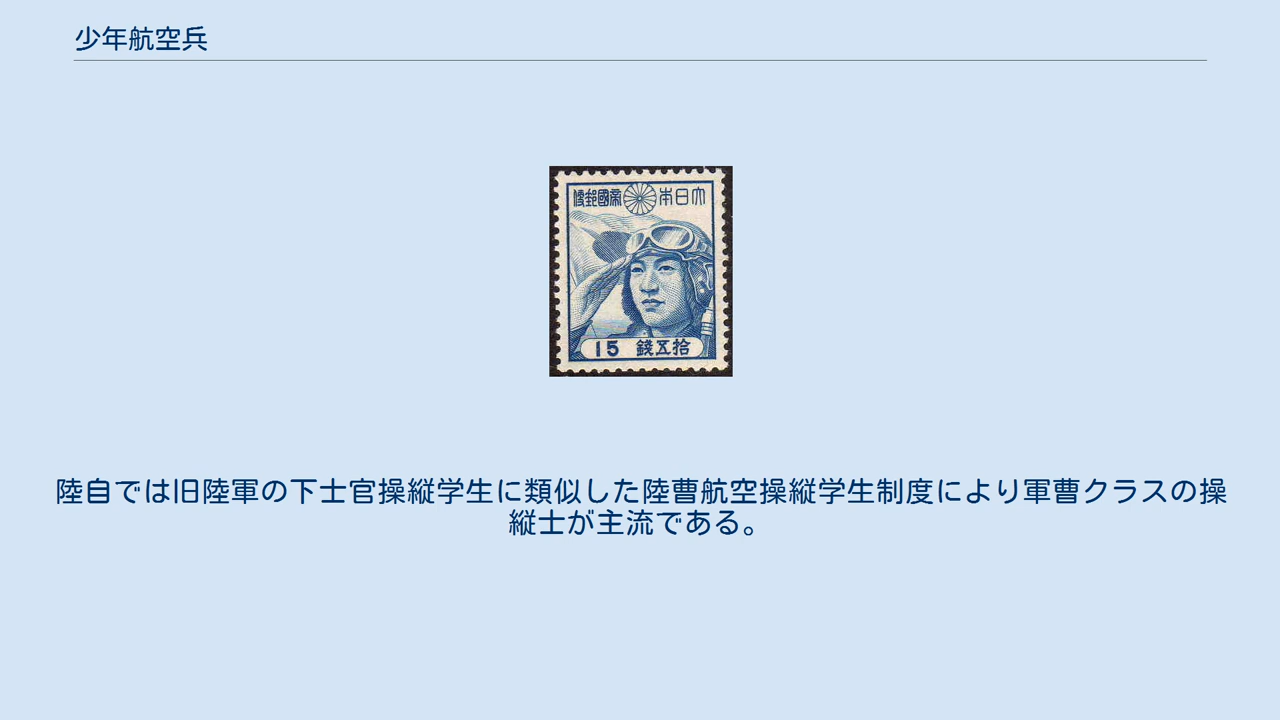 少年航空兵
便郵國帝本日大
15 錢五拾
陸自では旧陸軍の下士官操縦学生に類似した陸曹航空操縦学生制度により軍曹クラスの操
縦士が主流である。